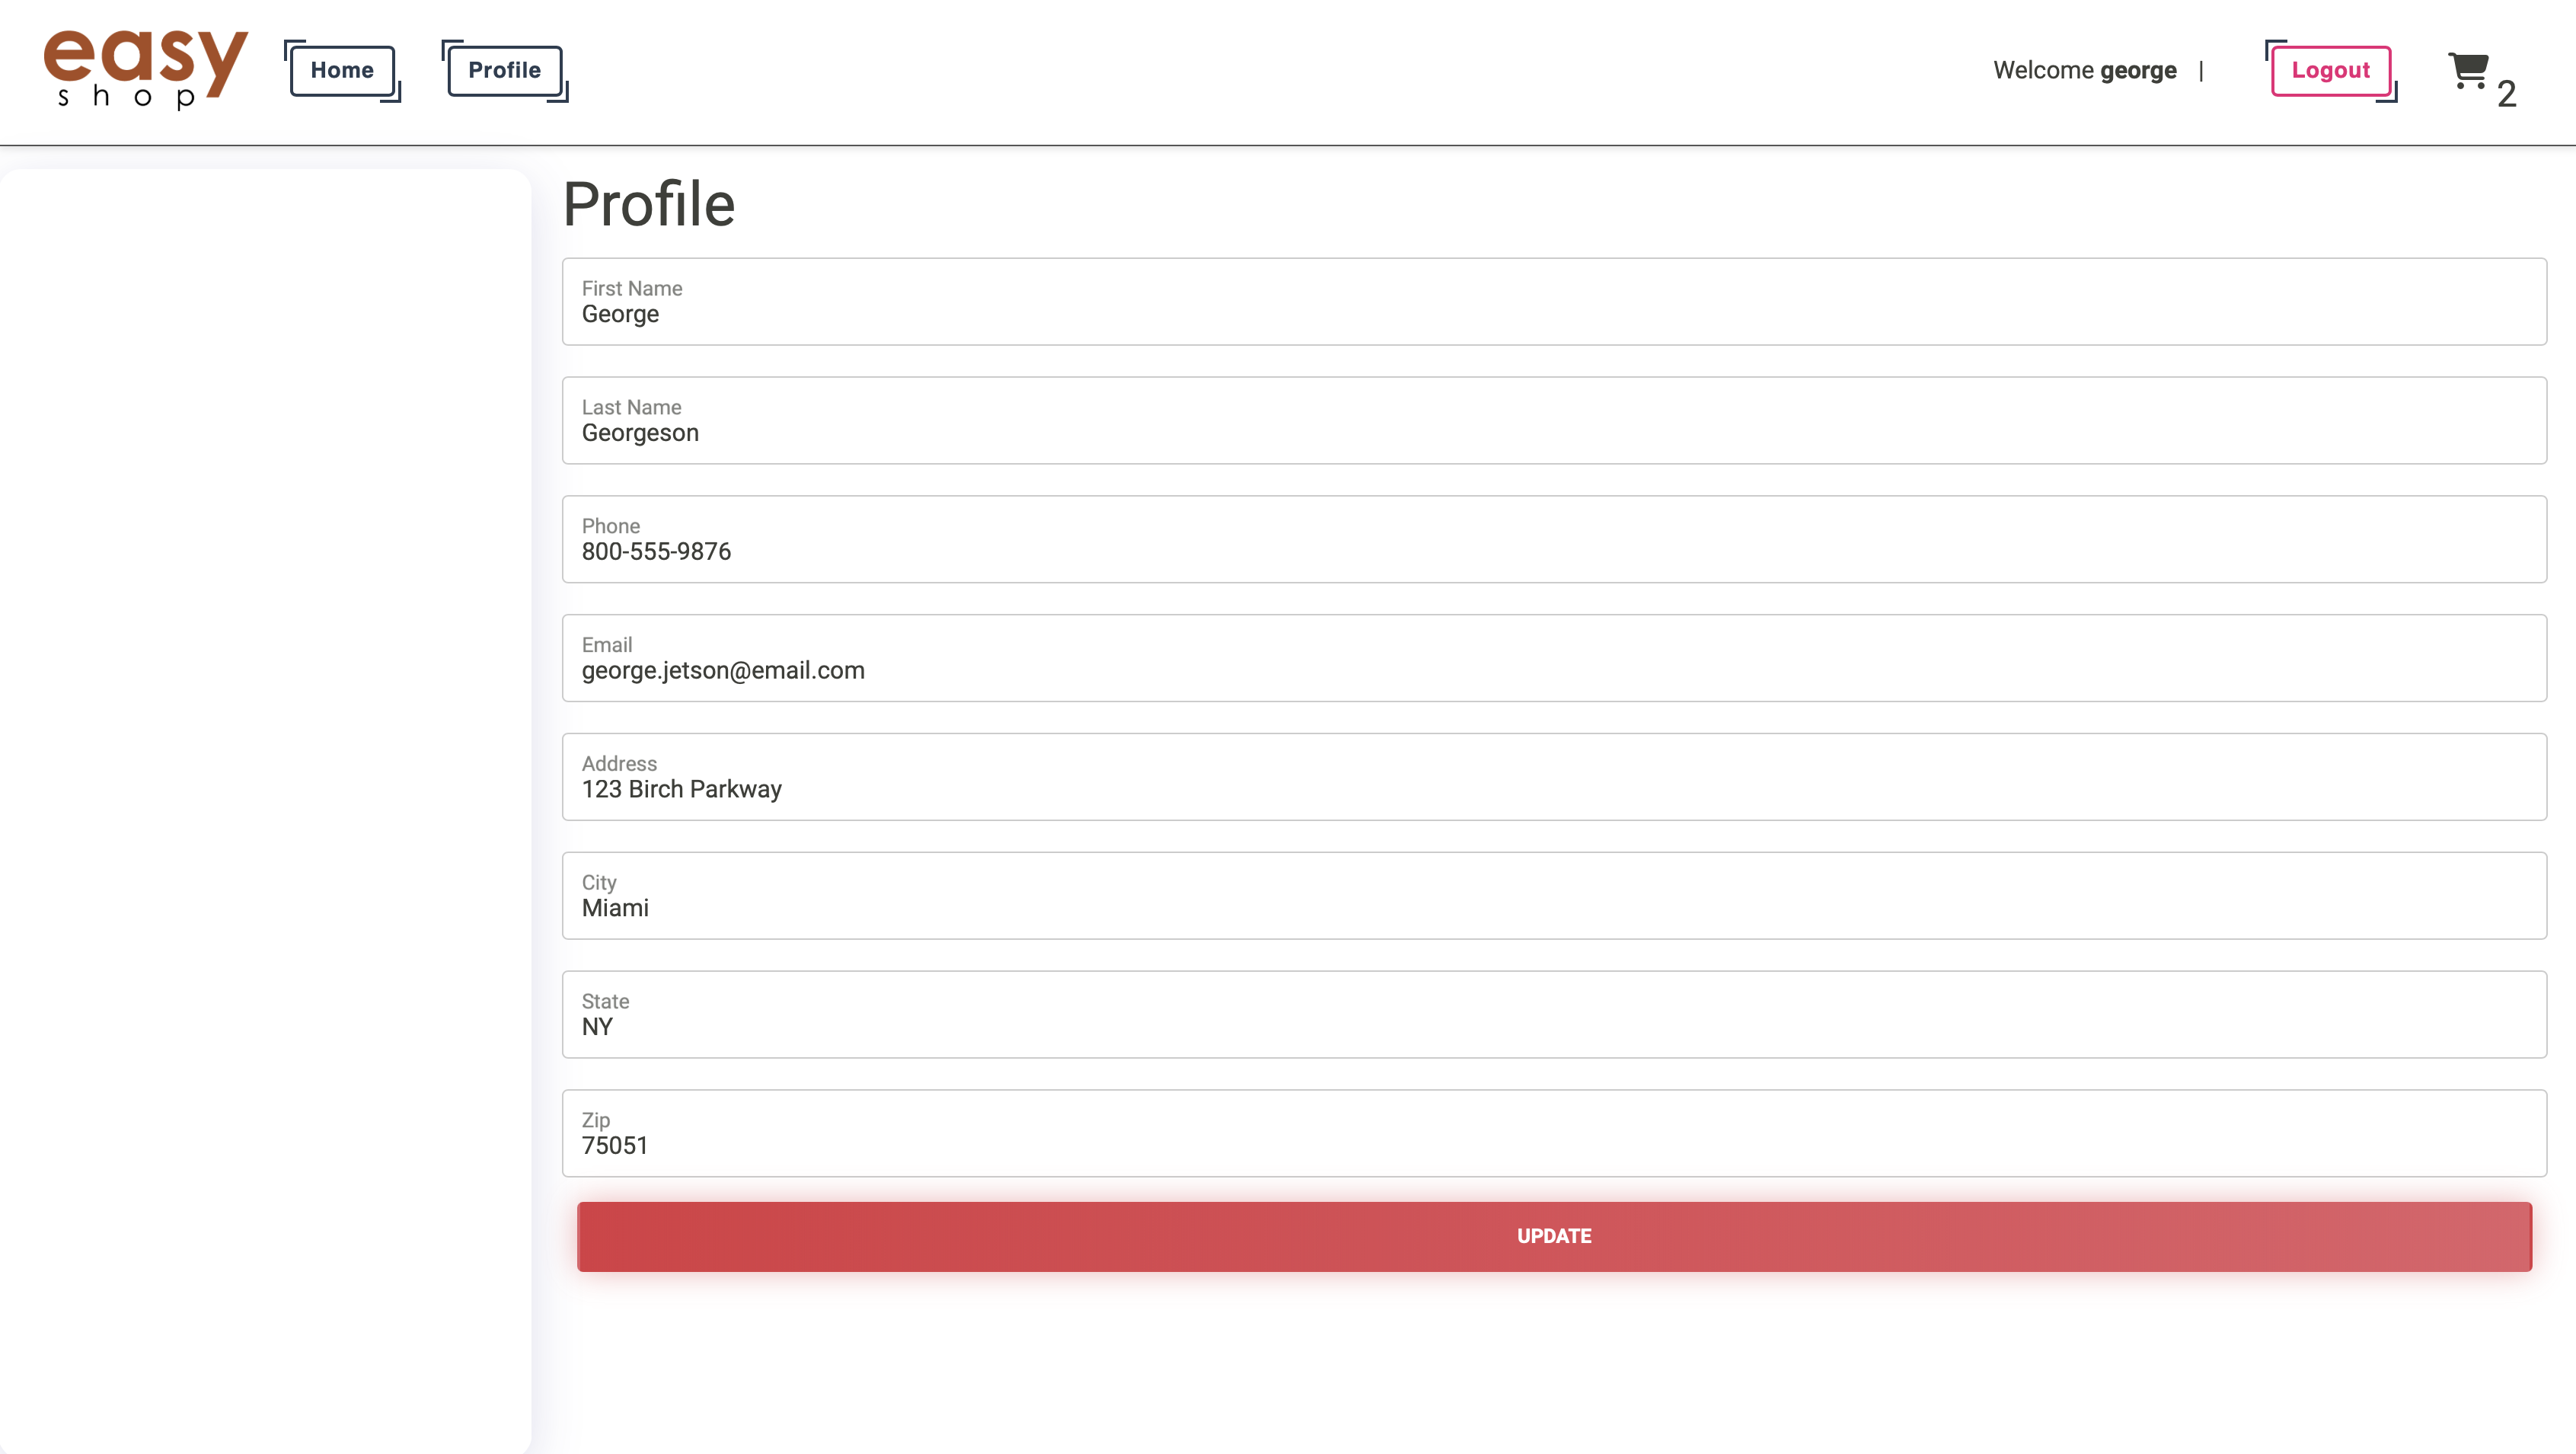 easy
shop
Home
Profile
Welcome george |
Logout
2
Profile
First Name
George
Last Name
Georgeson
Phone
800-555-9876
Email
george.jetson@email.com
Address
123 Birch Parkway
City
Miami
State
NY
Zip
75051
UPDATE